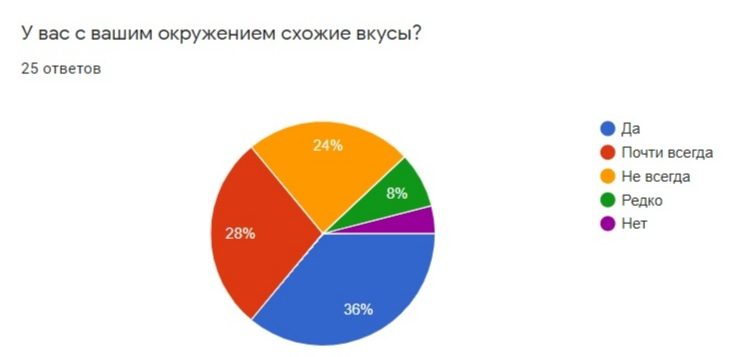 У вас с вашим окружением схожие вкусы?
25 ответов
24%
8%
28%
36%
Да
Почти всегда
Не всегда
Редко
Нет